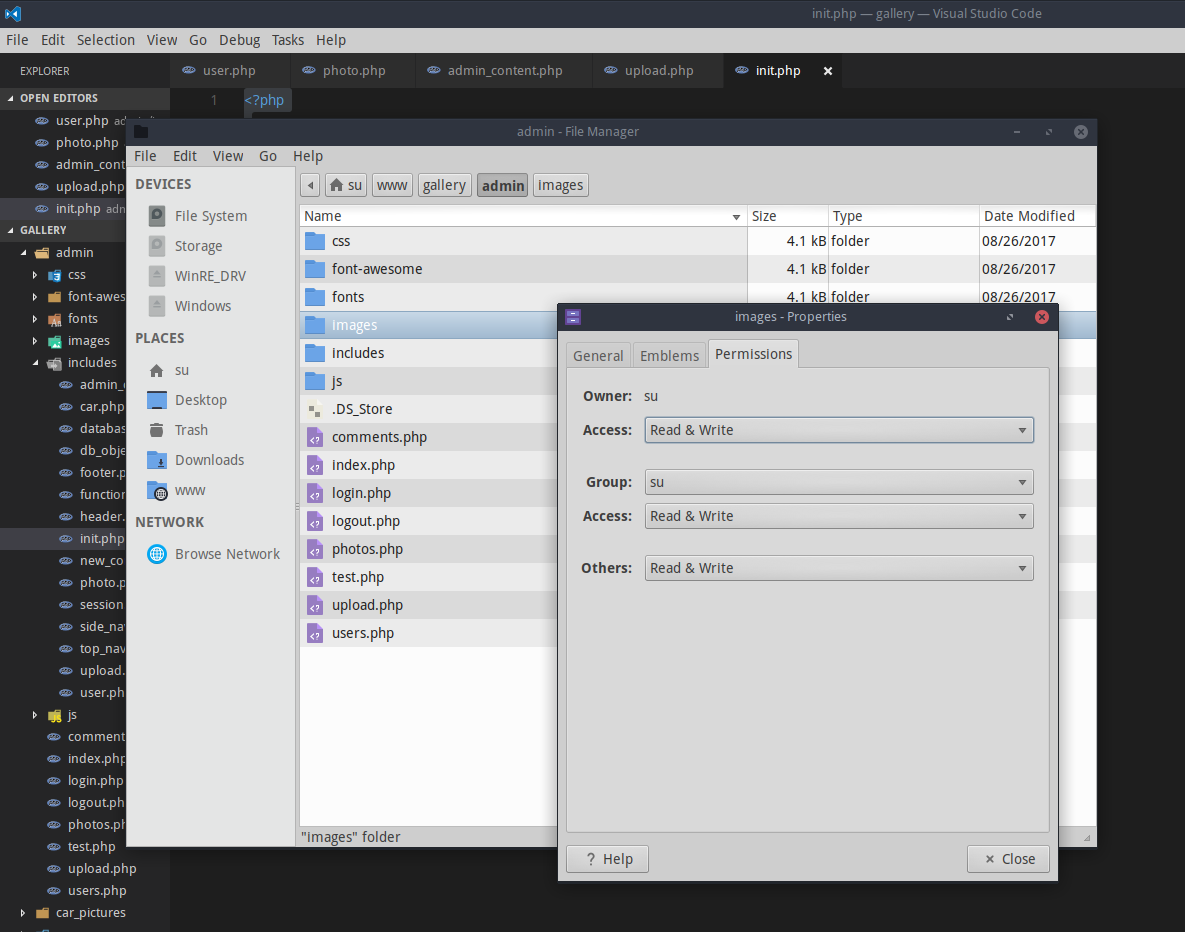 init.php — gallery — Visual Studio Code
File Edit Selection View Go Debug Tasks Help
EXPLORER
user.php photo.php admin_content.php upload.php init.php
OPEN EDITORS
1 <?php
user.php
photo.php
admin_cont
upload.php
init.php adm
GALLERY
admin
css
font-awes
fonts
images
includes
admin_c
car.php
databas
db_obje
footer.p
function
header.
init.php
new_co
photo.p
session
side_nav
top_nav
upload.
user.ph
js
comment
index.php
login.php
logout.ph
photos.ph
test.php
upload.php
users.php
car_pictures
admin - File Manager
File Edit View Go Help
DEVICES
File System
Storage
WinRE_DRV
Windows
PLACES
su
Desktop
Trash
Downloads
www
NETWORK
Browse Network
su www gallery admin images
Name Size Type Date Modified
css 4.1 kB folder 08/26/2017
font-awesome 4.1 kB folder 08/26/2017
fonts 4.1 kB folder 08/26/2017
images
includes
js
.DS_Store
comments.php
index.php
login.php
logout.php
photos.php
test.php
upload.php
users.php
"images" folder
images - Properties
General Emblems Permissions
Owner: su
Access: Read & Write
Group: su
Access: Read & Write
Others: Read & Write
? Help
Close